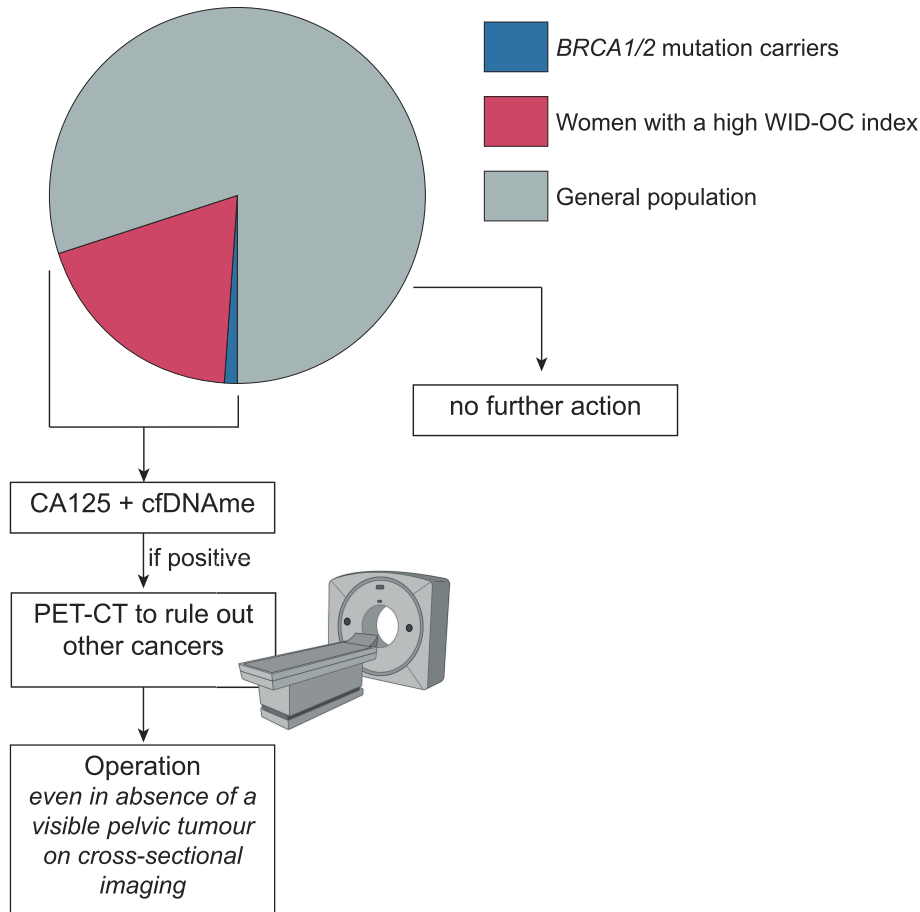 BRCA1/2 mutation carriers
Women with a high WID-OC index
General population
no further action
CA125 + cfDNAme
if positive
PET-CT to rule out
other cancers
Operation
even in absence of a
visible pelvic tumour
on cross-sectional
imaging